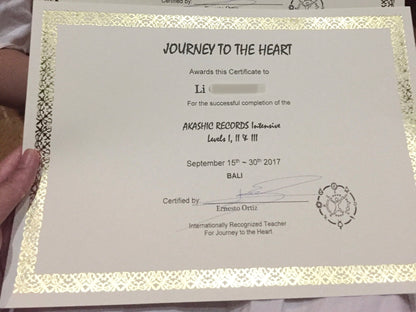 Certified by:
Ernesto Ortiz
JOURNEY TO THE HEART
Awards this Certificate to
Li
For the successful completion of the
AKASHIC RECORDS Intensive
Levels I, II & III
September 15th ~ 30th 2017
BALI
Certified by:
Ernesto Ortiz
Internationally Recognized Teacher
For Journey to the Heart.